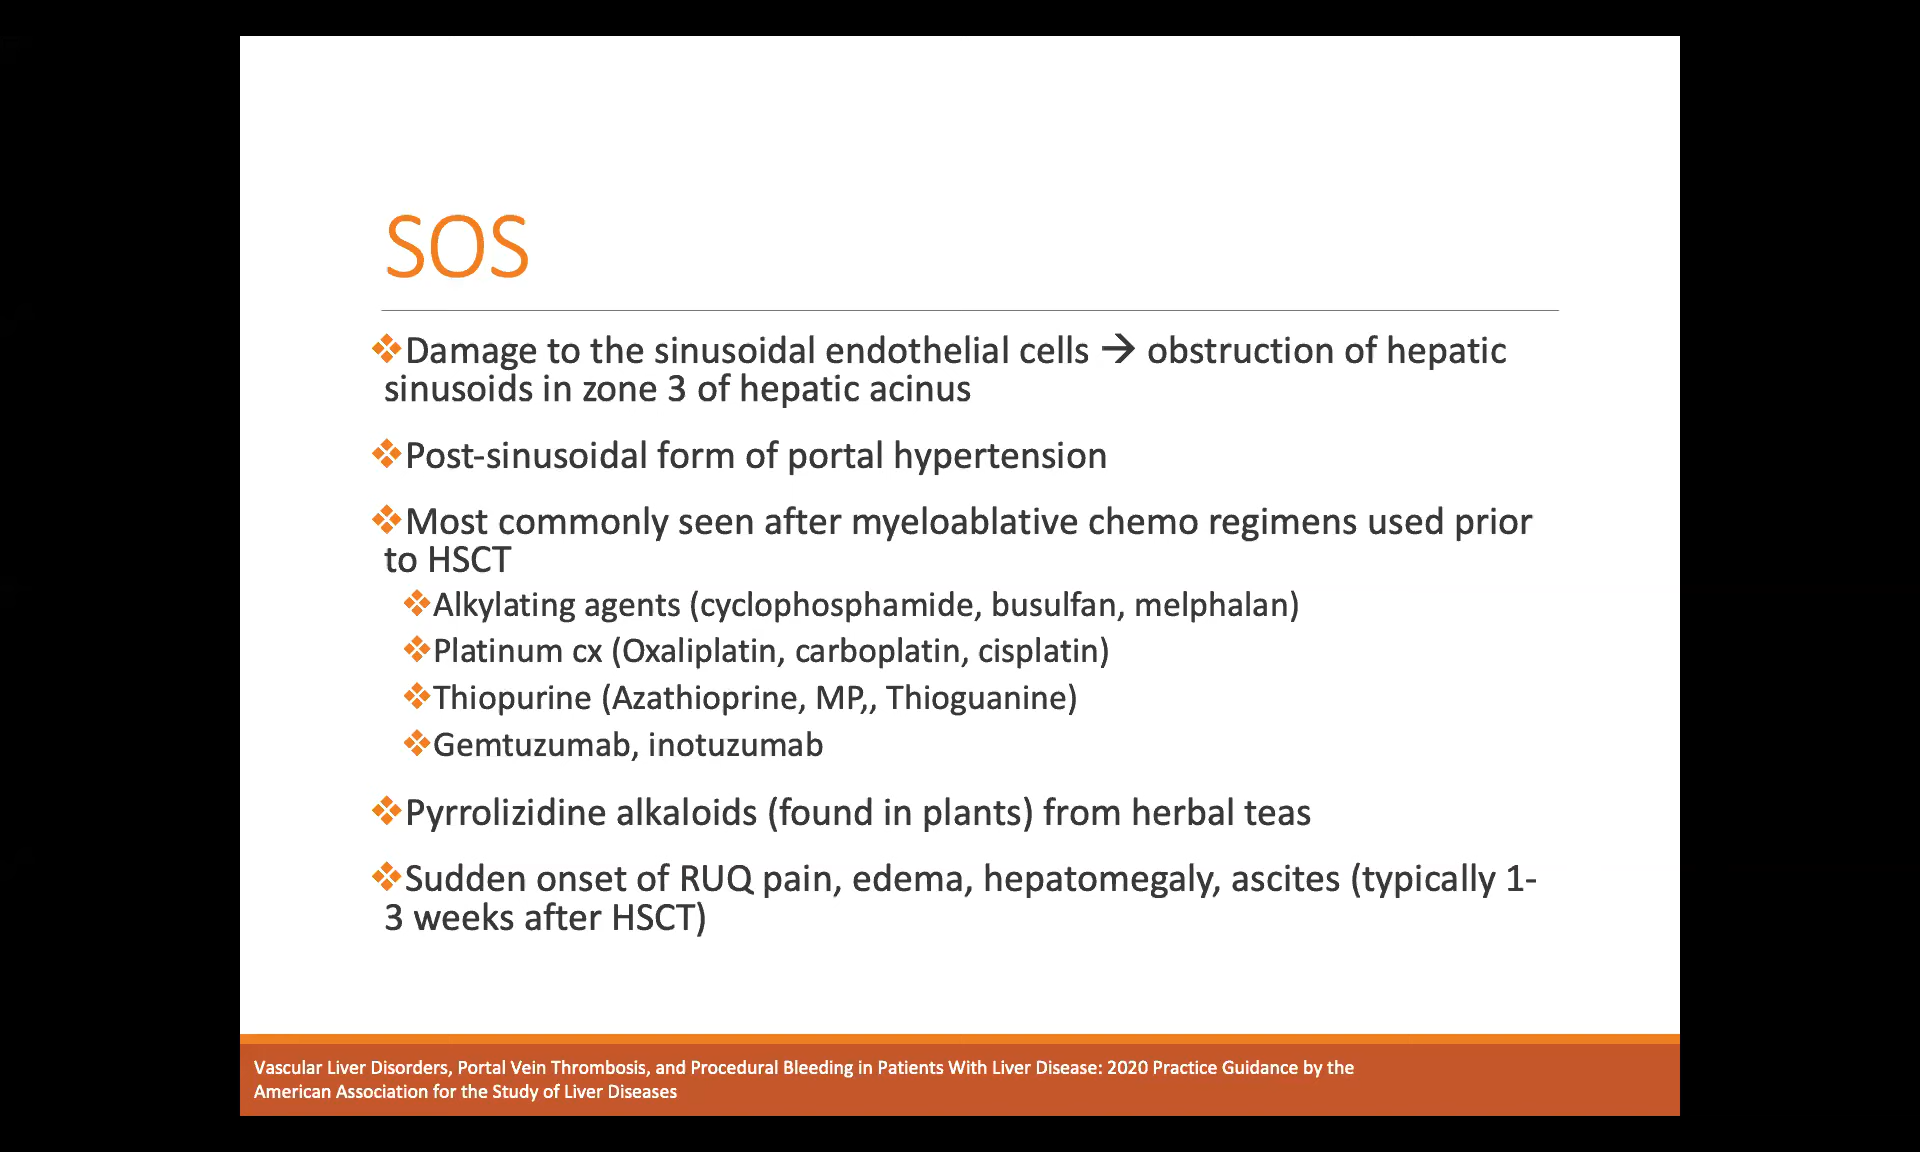 SOS
Damage to the sinusoidal endothelial cells → obstruction of hepatic
sinusoids in zone 3 of hepatic acinus
Post-sinusoidal form of portal hypertension
Most commonly seen after myeloablative chemo regimens used prior
to HSCT
Alkylating agents (cyclophosphamide, busulfan, melphalan)
Platinum cx (Oxaliplatin, carboplatin, cisplatin)
Thiopurine (Azathioprine, MP,, Thioguanine)
Gemtuzumab, inotuzumab
Pyrrolizidine alkaloids (found in plants) from herbal teas
Sudden onset of RUQ pain, edema, hepatomegaly, ascites (typically 1-
3 weeks after HSCT)
Vascular Liver Disorders, Portal Vein Thrombosis, and Procedural Bleeding in Patients With Liver Disease: 2020 Practice Guidance by the
American Association for the Study of Liver Diseases